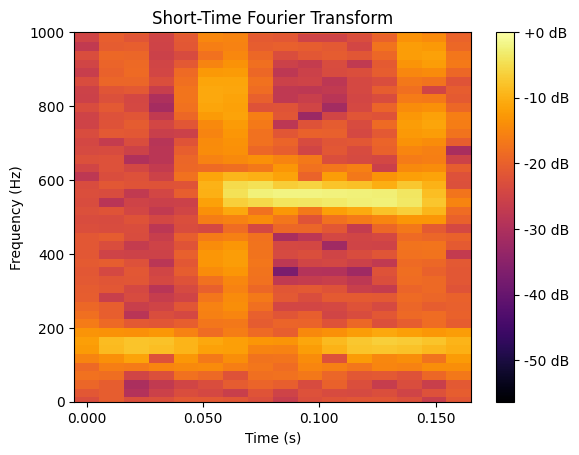 Short-Time Fourier Transform
Frequency (Hz)
1000
800
600
400
200
0
0.000
0.050
0.100
0.150
Time (s)
+0 dB
-10 dB
-20 dB
-30 dB
-40 dB
-50 dB